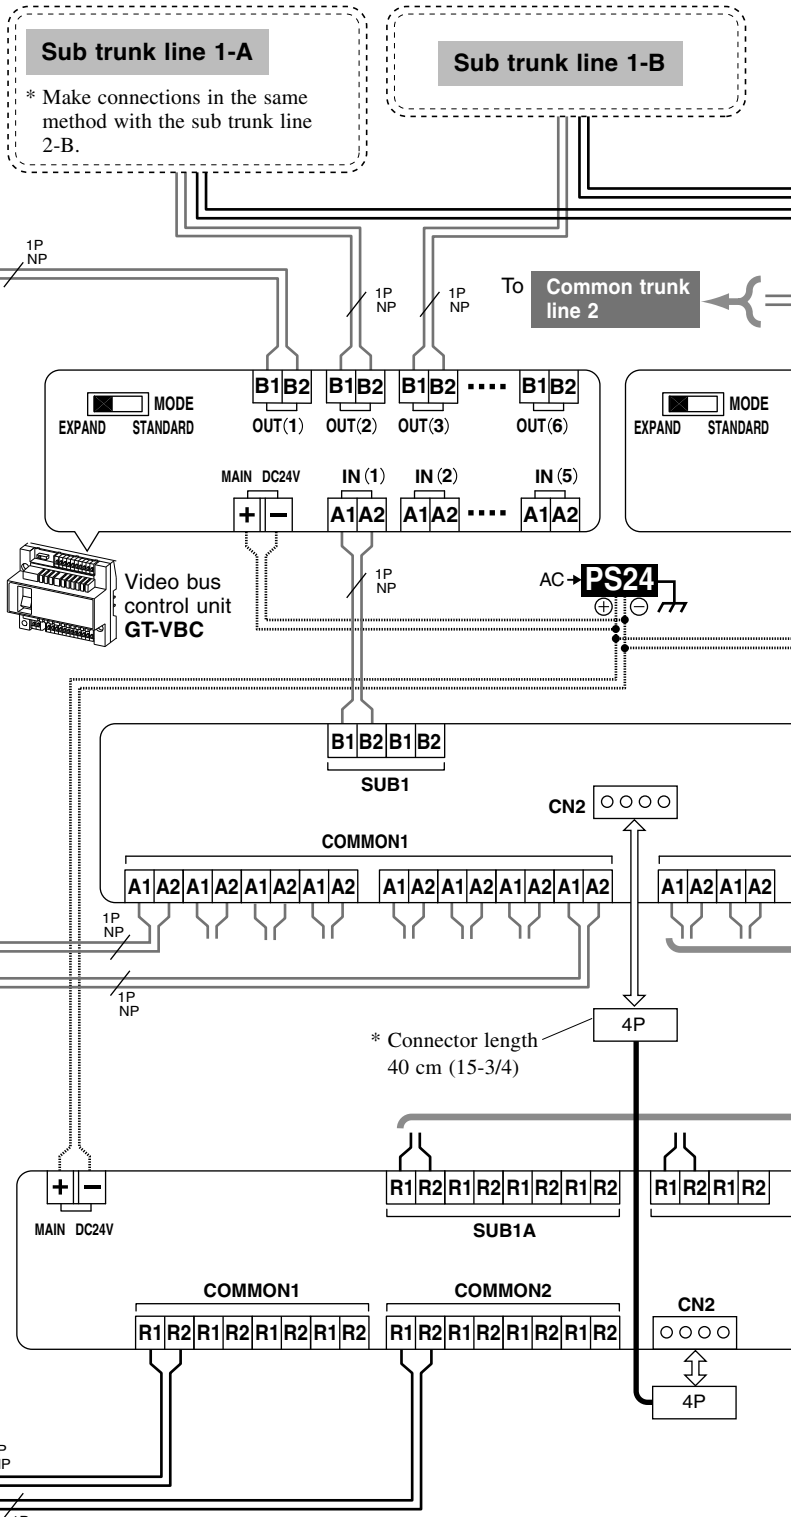 Sub trunk line 1-A
* Make connections in the same
method with the sub trunk line
2-B.
Sub trunk line 1-B
1P
NP
1P
NP
1P
NP
To Common trunk
line 2
B1 B2 B1 B2 B1 B2 B1 B2
OUT(1) OUT(2) OUT(3) OUT(6)
MODE
EXPAND STANDARD
MODE
EXPAND STANDARD
MAIN DC24V IN(1) IN(2) IN(5)
+ − A1 A2 A1 A2 A1 A2
1P
NP
Video bus
control unit
GT-VBC
AC PS24
+ −
B1 B2 B1 B2
SUB1
CN2
COMMON1
A1 A2 A1 A2 A1 A2 A1 A2 A1 A2 A1 A2 A1 A2 A1 A2 A1 A2 A1 A2
1P
NP
1P
NP
4P
* Connector length
40 cm (15-3/4)
+ −
MAIN DC24V
R1 R2 R1 R2 R1 R2 R1 R2 R1 R2 R1 R2
SUB1A
COMMON1 COMMON2 CN2
R1 R2 R1 R2 R1 R2 R1 R2 R1 R2 R1 R2 R1 R2 R1 R2
4P